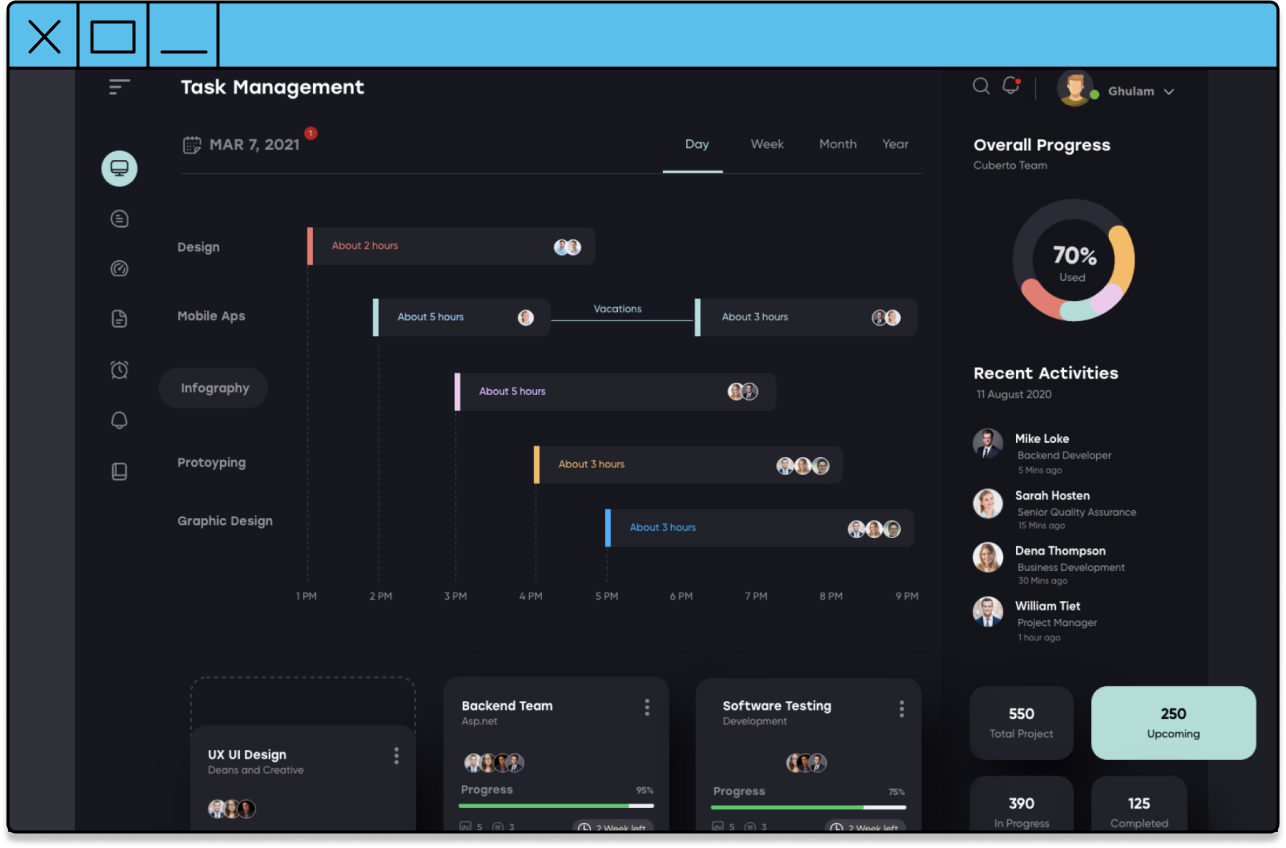 Task Management
Ghulam
MAR 7, 2021
1
Day
Week
Month
Year
Design
About 2 hours
Mobile Aps
About 5 hours
Vacations
About 3 hours
Infography
About 5 hours
Protoyping
About 3 hours
Graphic Design
About 3 hours
1 PM
2 PM
3 PM
4 PM
5 PM
6 PM
7 PM
8 PM
9 PM
Overall Progress
Cuberto Team
70%
Used
Recent Activities
11 August 2020
Mike Loke
Backend Developer
5 Mins ago
Sarah Hosten
Senior Quality Assurance
15 Mins ago
Dena Thompson
Business Development
30 Mins ago
William Tiet
Project Manager
1 hour ago
UX UI Design
Deans and Creative
Backend Team
Asp.net
Progress
95%
5
3
2 Week left
Software Testing
Development
Progress
75%
5
3
2 Week left
550
Total Project
250
Upcoming
390
In Progress
125
Completed